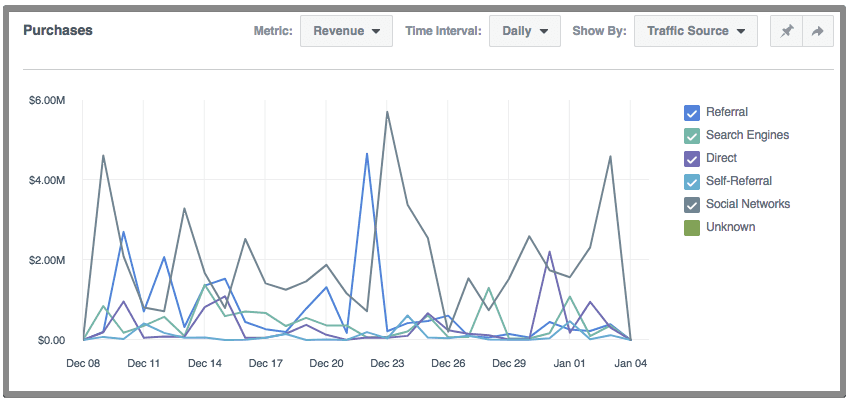 Purchases Metric: Revenue Time Interval: Daily Show By: Traffic Source
$6.00M
$4.00M
$2.00M
$0.00
Dec 08 Dec 11 Dec 14 Dec 17 Dec 20 Dec 23 Dec 26 Dec 29 Jan 01 Jan 04
Referral
Search Engines
Direct
Self-Referral
Social Networks
Unknown